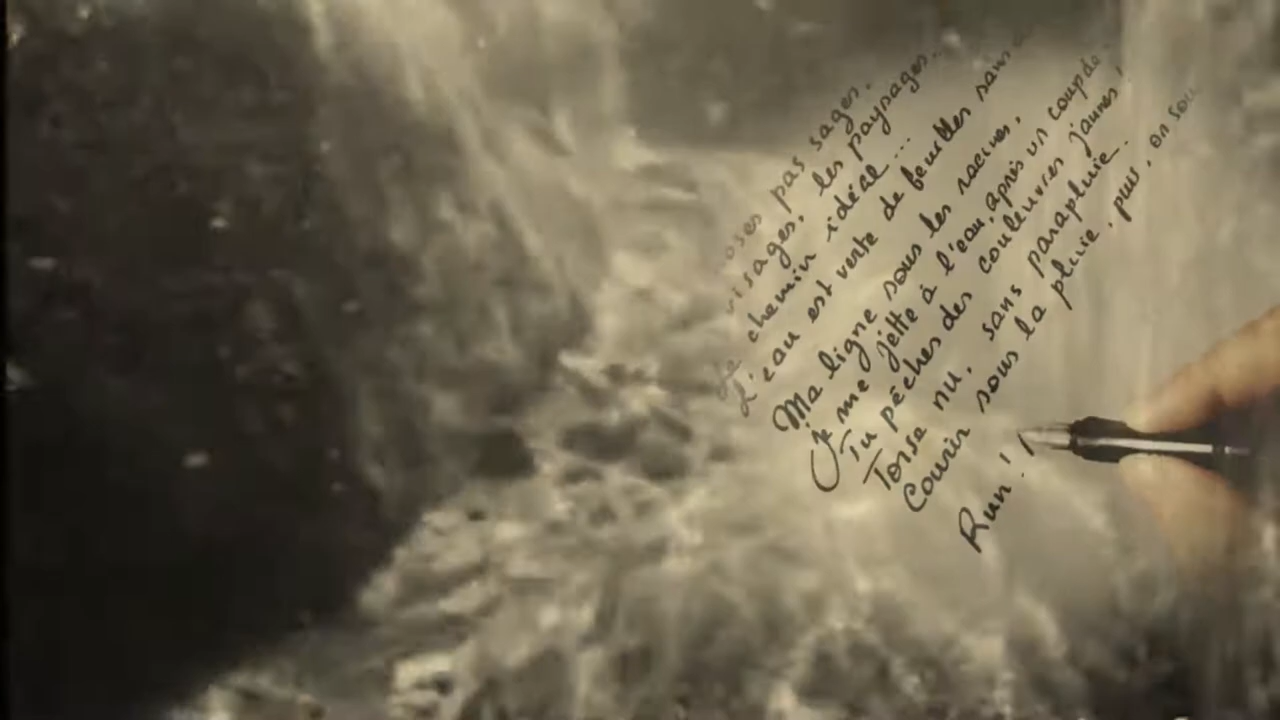 oses pas sages.
visages, les paysages..
Le chemin idéal...
L'eau est verte de feuilles sans
Ma ligne sous les racines,
Je me jette à l'eau, après un coup de
Tu pêches des couleuvres jaunes!
Torse nu, sans parapluie.
Courir sous la pluie, puis, on sou
Run!